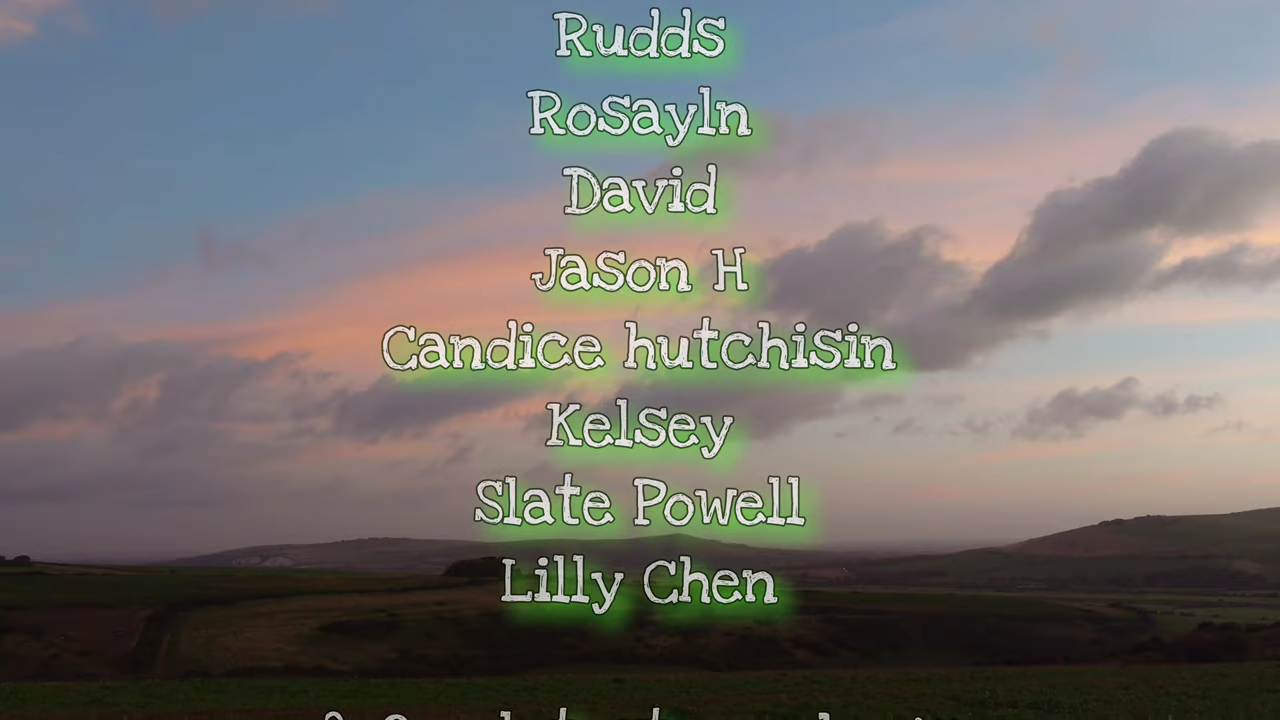 Rudds
Rosayln
David
Jason H
Candice hutchisin
Kelsey
Slate Powell
Lilly Chen